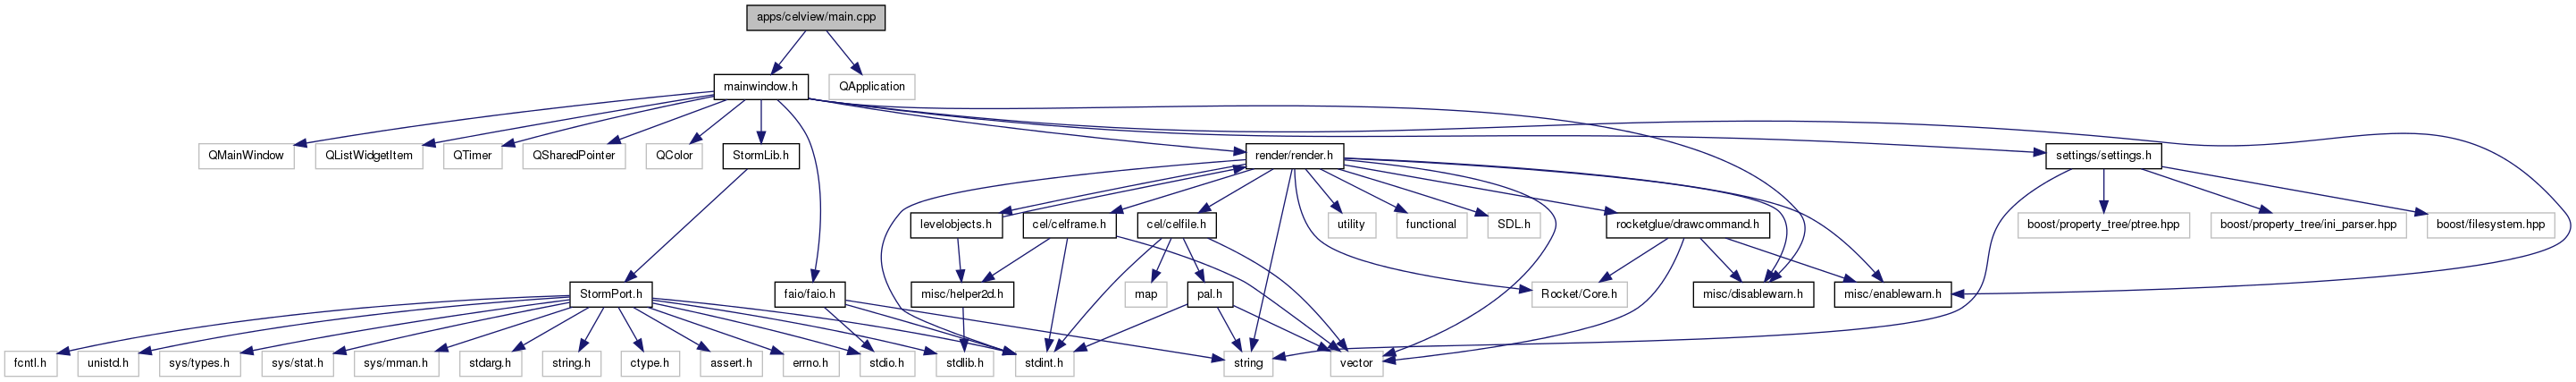 apps/celview/main.cpp
mainwindow.h
QApplication
QMainWindow
QListWidgetItem
QTimer
QSharedPointer
QColor
StormLib.h
render/render.h
settings/settings.h
levelobjects.h
cel/celframe.h
cel/celfile.h
utility
functional
SDL.h
rocketglue/drawcommand.h
boost/property_tree/ptree.hpp
boost/property_tree/ini_parser.hpp
boost/filesystem.hpp
StormPort.h
faio/faio.h
misc/helper2d.h
map
pal.h
Rocket/Core.h
misc/disablewarn.h
misc/enablewarn.h
fcntl.h
unistd.h
sys/types.h
sys/stat.h
sys/mman.h
stdarg.h
string.h
ctype.h
assert.h
errno.h
stdio.h
stdlib.h
stdint.h
string
vector